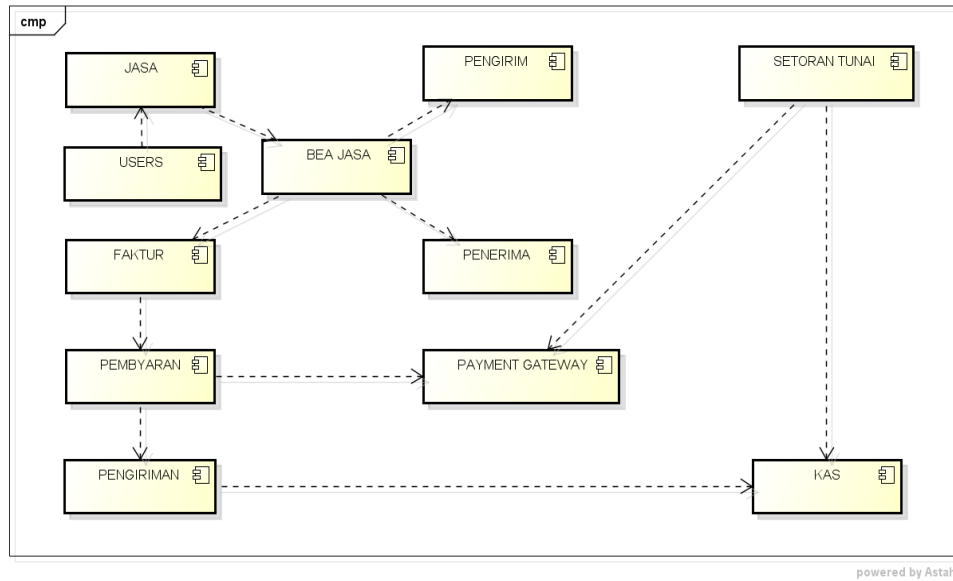 cmp
JASA
PENGIRIM
SETORAN TUNAI
USERS
BEA JASA
FAKTUR
PENERIMA
PEMBYARAN
PAYMENT GATEWAY
PENGIRIMAN
KAS
powered by Astah